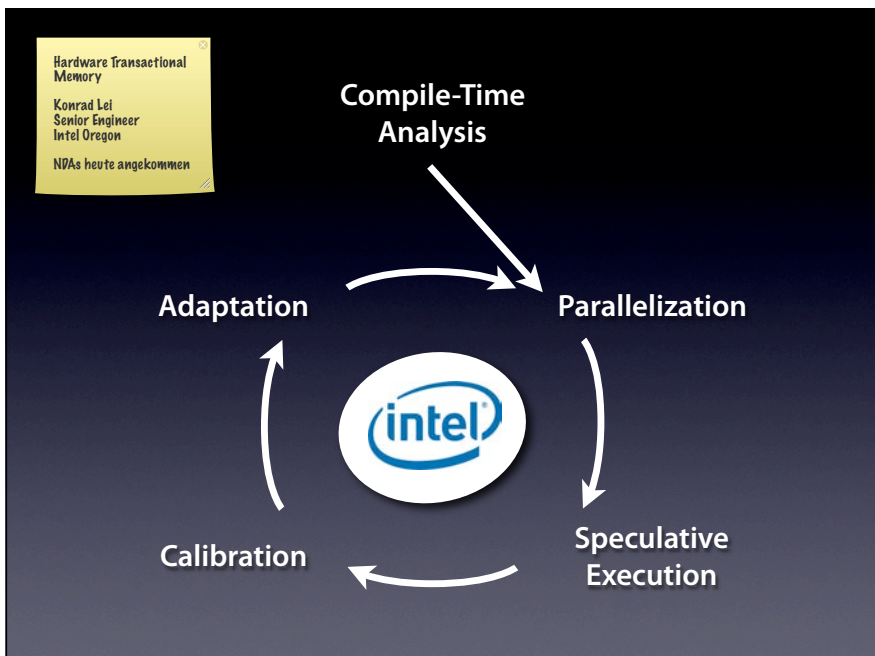 Hardware Transactional
Memory
Konrad Lei
Senior Engineer
Intel Oregon
NDAs heute angekommen
Compile-Time
Analysis
Adaptation
Parallelization
intel®
Calibration
Speculative
Execution